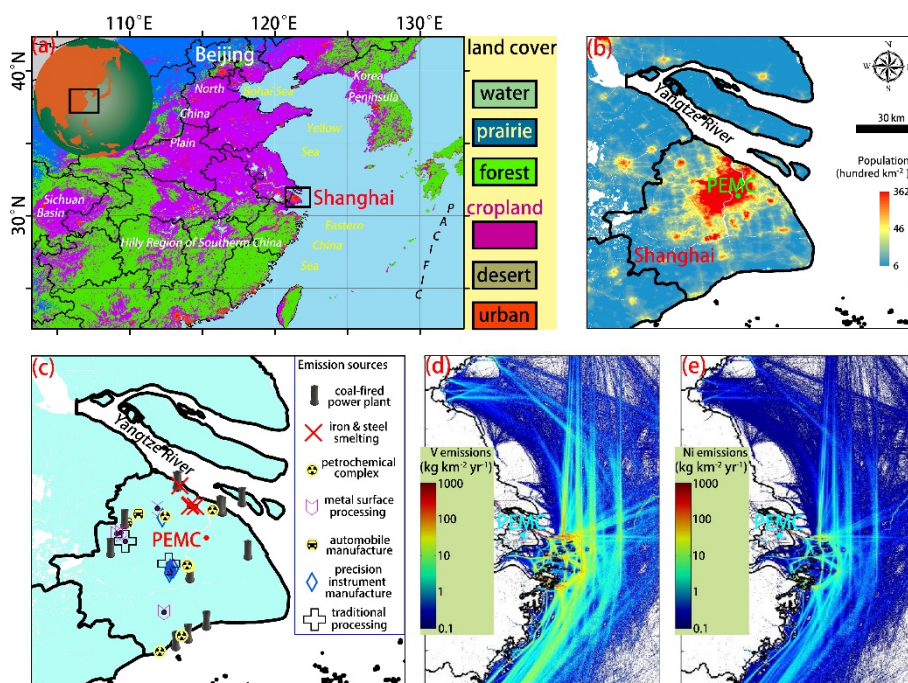 110°E
120°E
130°E
40°N
30°N
(a)
Beijing
North
China
Plain
Bohai Sea
Korea
Peninsula
Yellow
Sea
Sichuan
Basin
Shanghai
Hilly Region of Southern China
Eastern
China
Sea
P
A
C
I
F
I
C
land cover
water
prairie
forest
cropland
desert
urban
(b)
Yangtze River
PEMC
Shanghai
N
W
E
S
30 km
Population
(hundred km⁻²)
362
6
(c)
Yangtze River
PEMC
Emission sources
coal-fired
power plant
iron & steel
smelting
petrochemical
complex
metal surface
processing
automobile
manufacture
precision
instrument
manufacture
traditional
processing
(d)
V emissions
(kg km⁻² yr⁻¹)
1000
100
10
1
0.1
PEMC
(e)
Ni emissions
(kg km⁻² yr⁻¹)
1000
100
10
1
0.1
PEMC